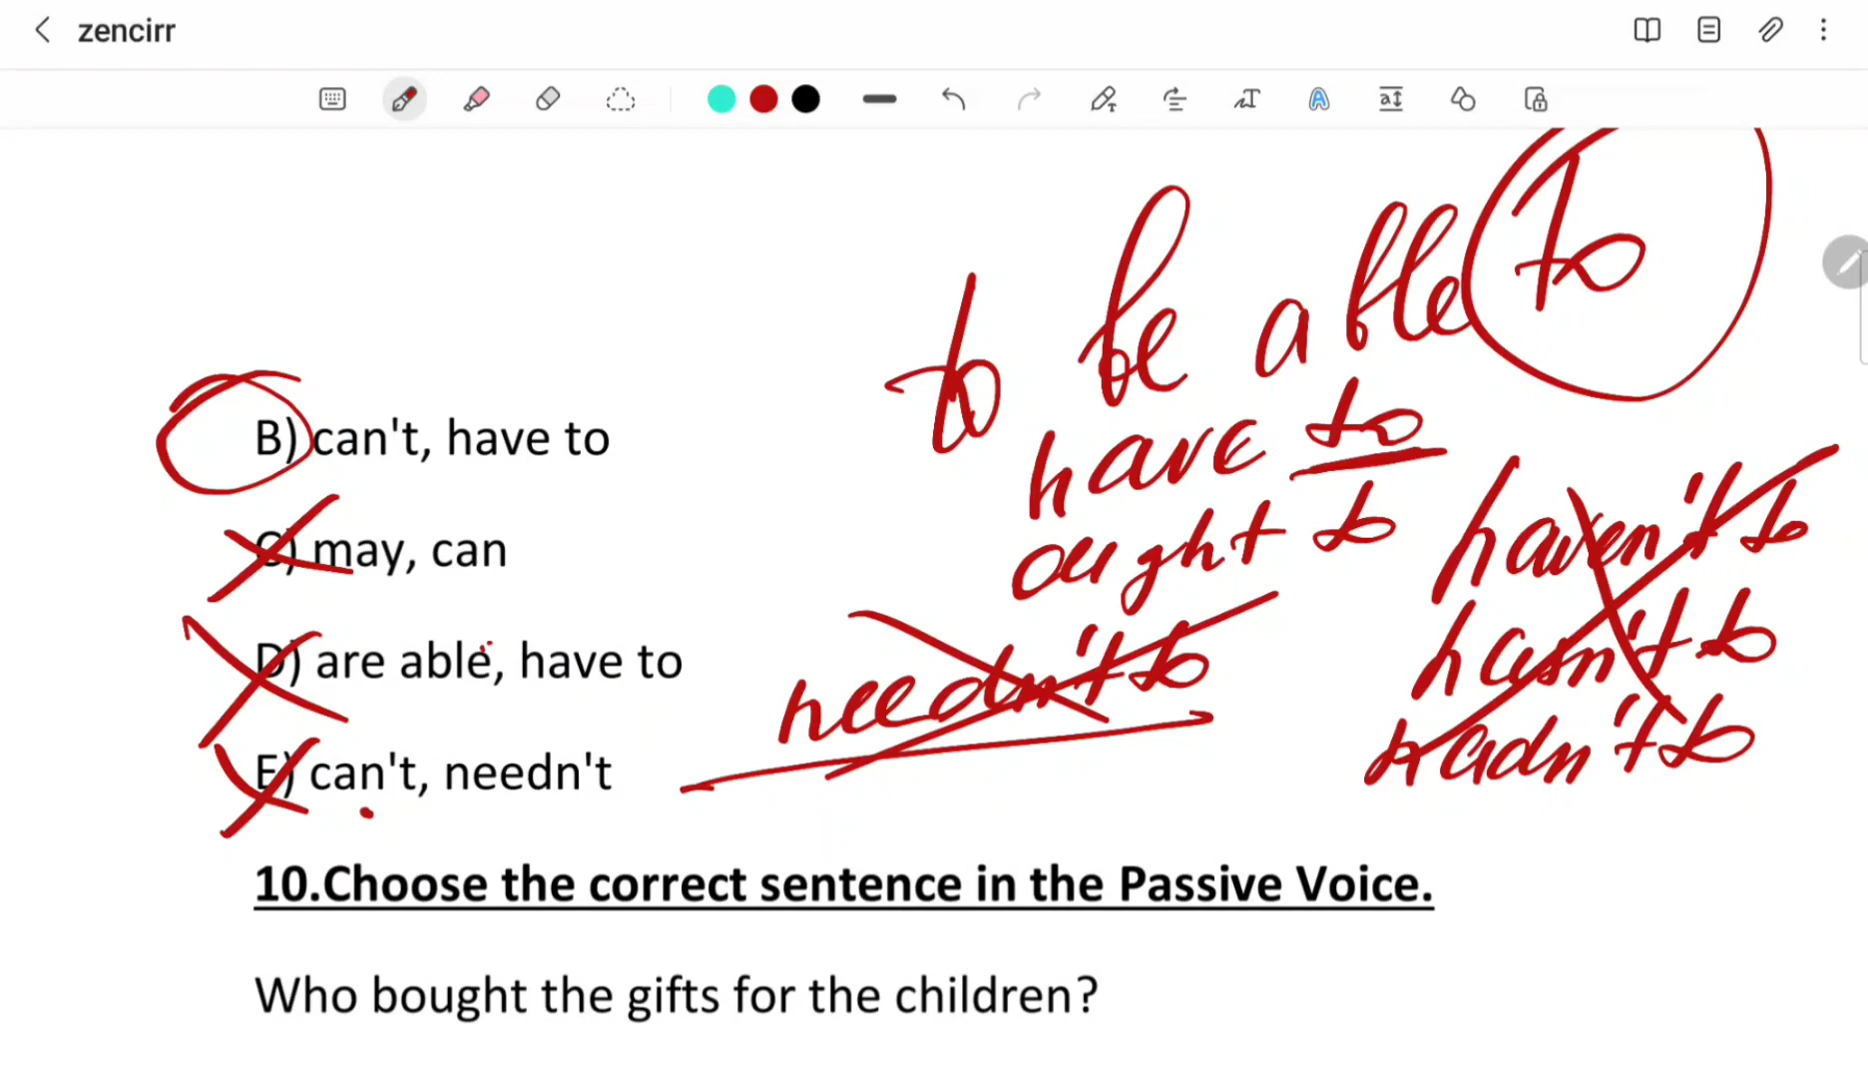 zencirr
to be able to
B) can't, have to
have to
C) may, can
ought to
haven't to
D) are able, have to
needn't to
hasn't to
E) can't, needn't
hadn't to
10.Choose the correct sentence in the Passive Voice.
Who bought the gifts for the children?